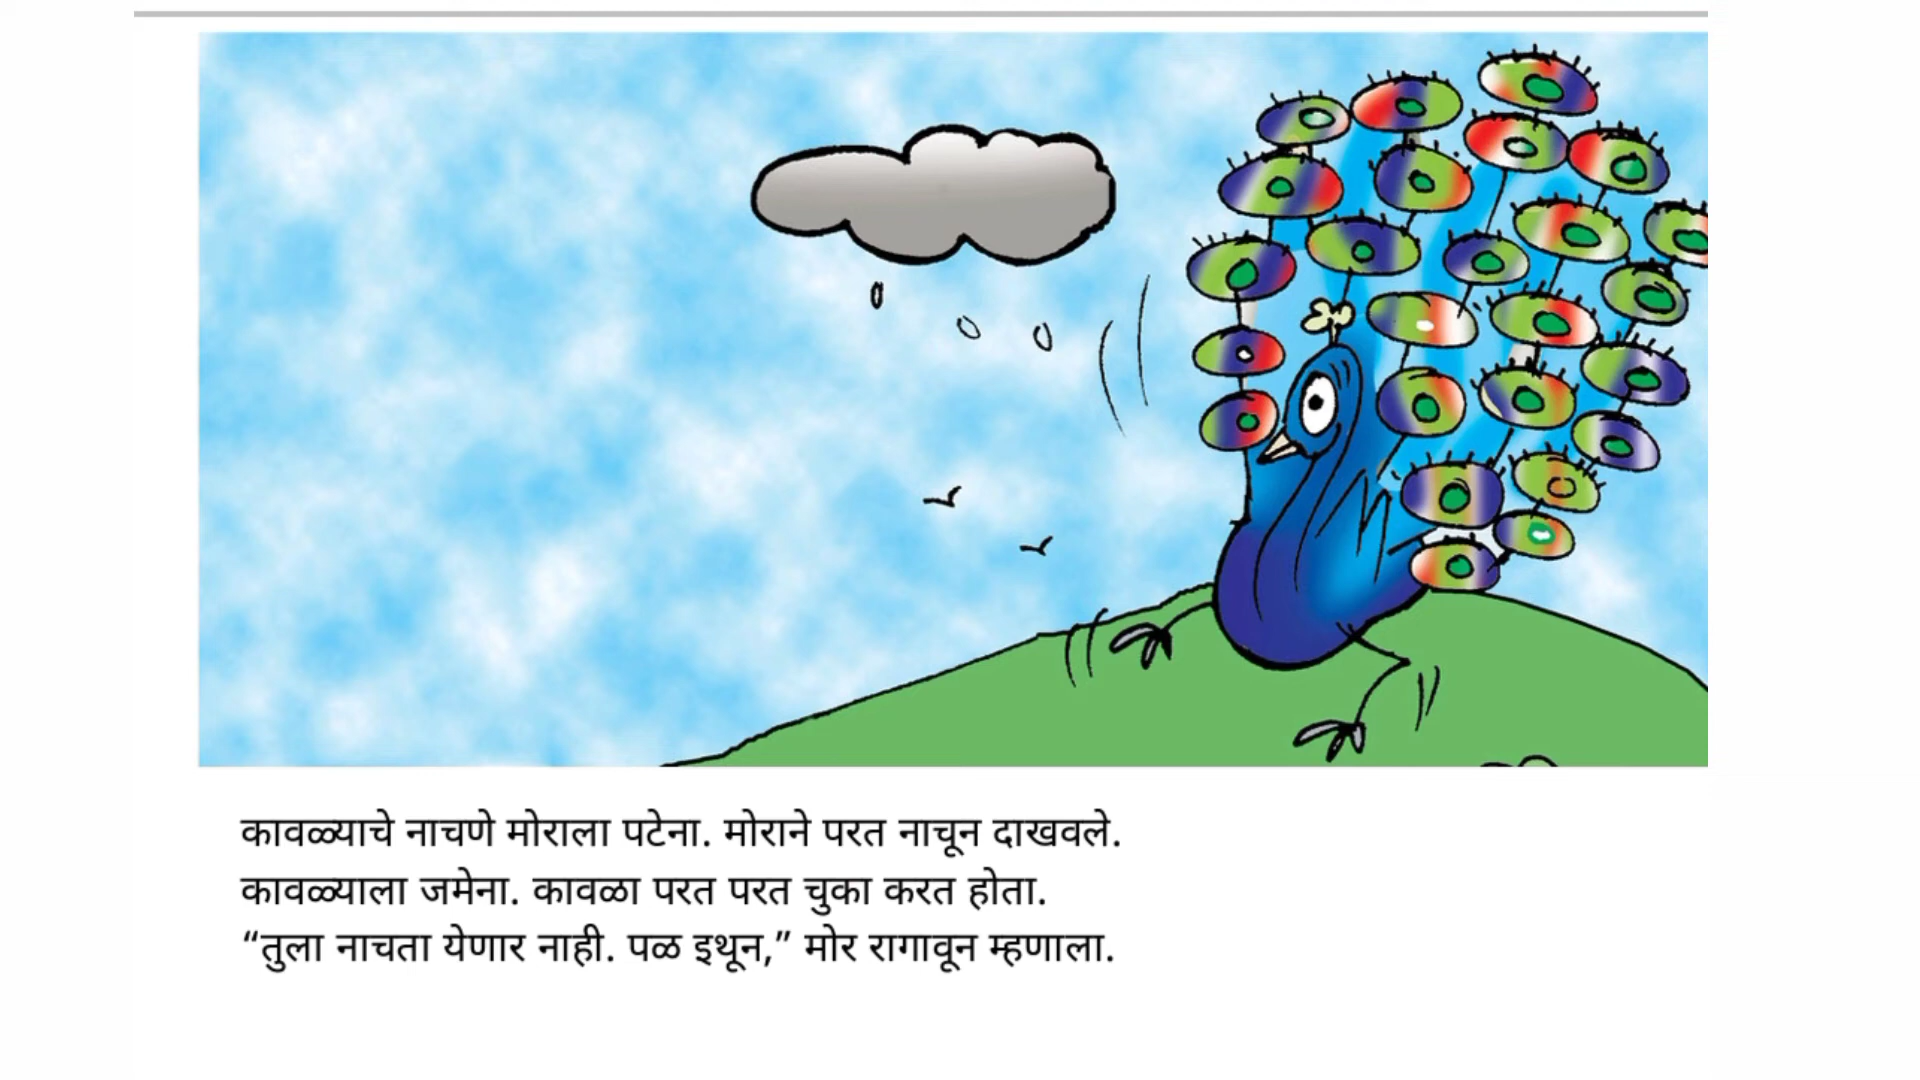 कावळ्याचे नाचणे मोराला पटेना. मोराने परत नाचून दाखवले.
कावळ्याला जमेना. कावळा परत परत चुका करत होता.
“तुला नाचता येणार नाही. पळ इथून,” मोर रागावून म्हणाला.